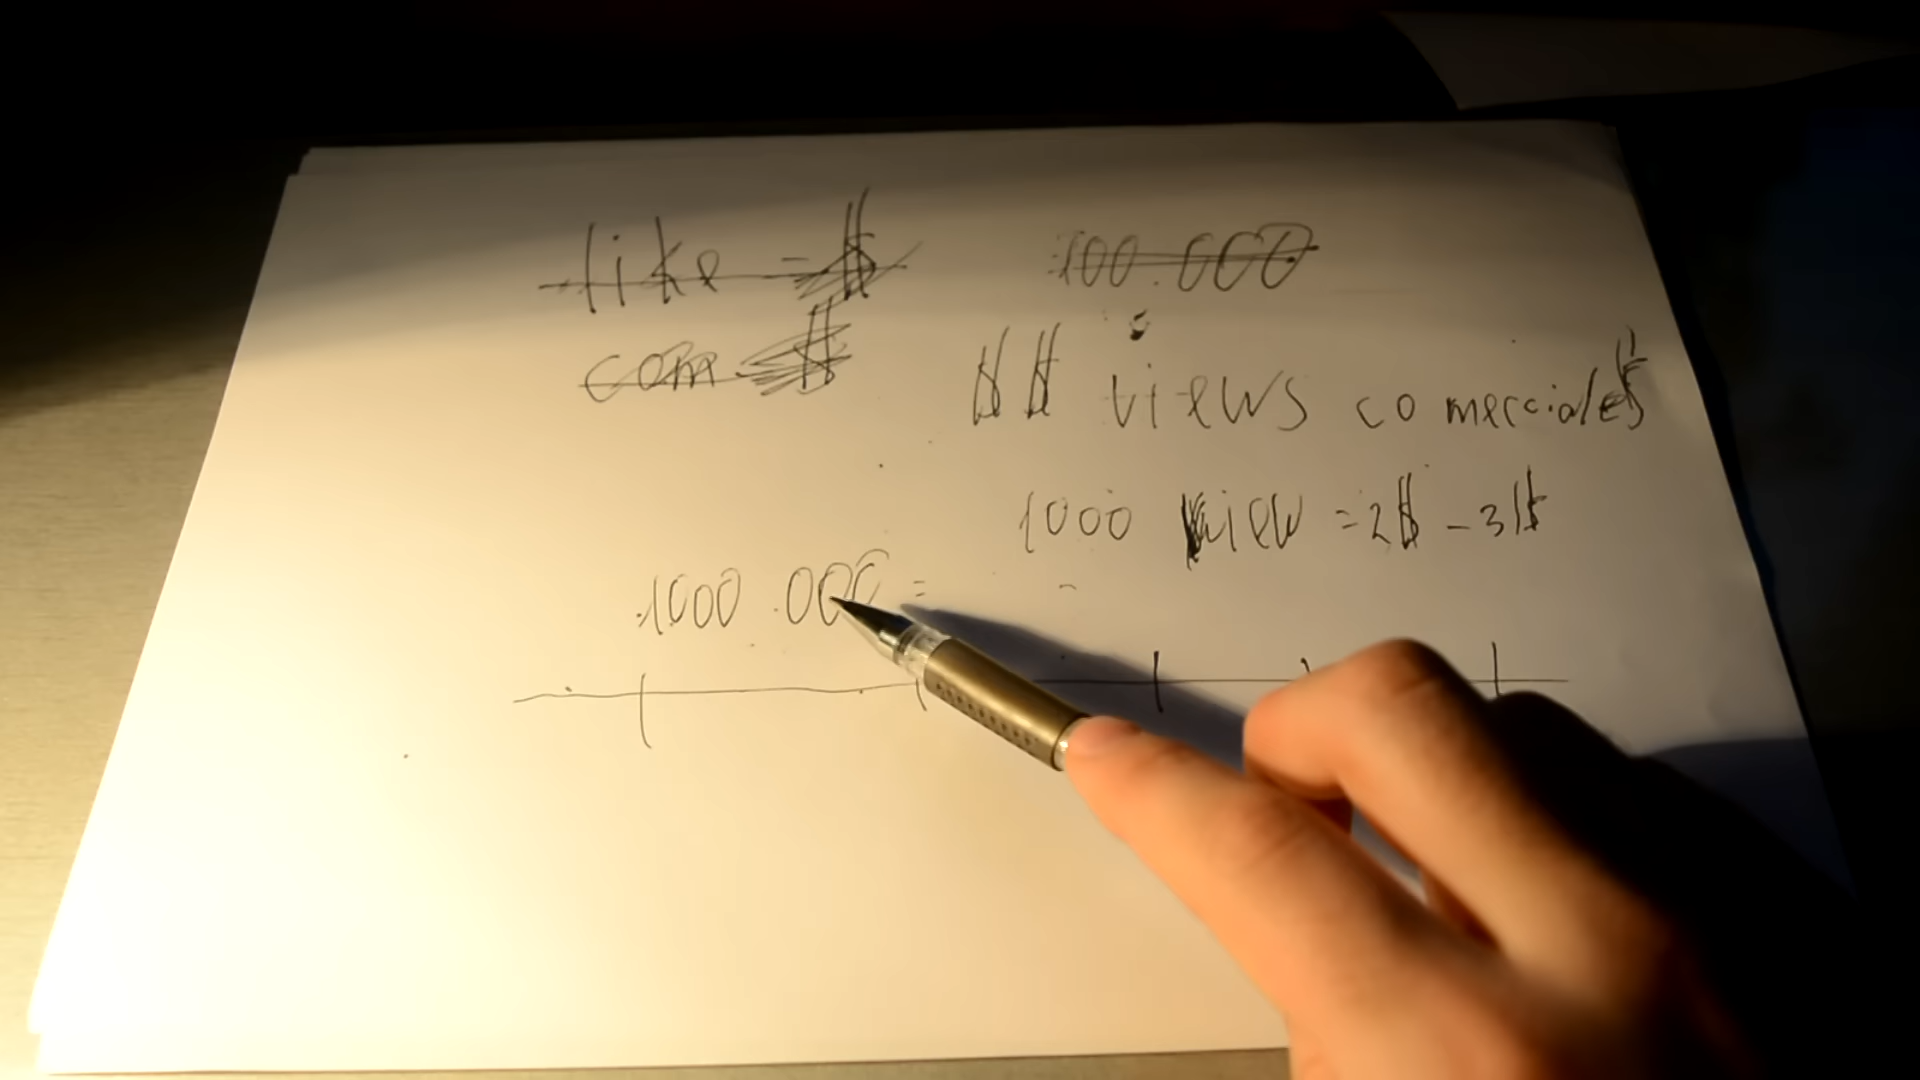 like = $
100.000
com = $
$$ views comerciales
1000 view = 2$ - 3$
1000.000 =